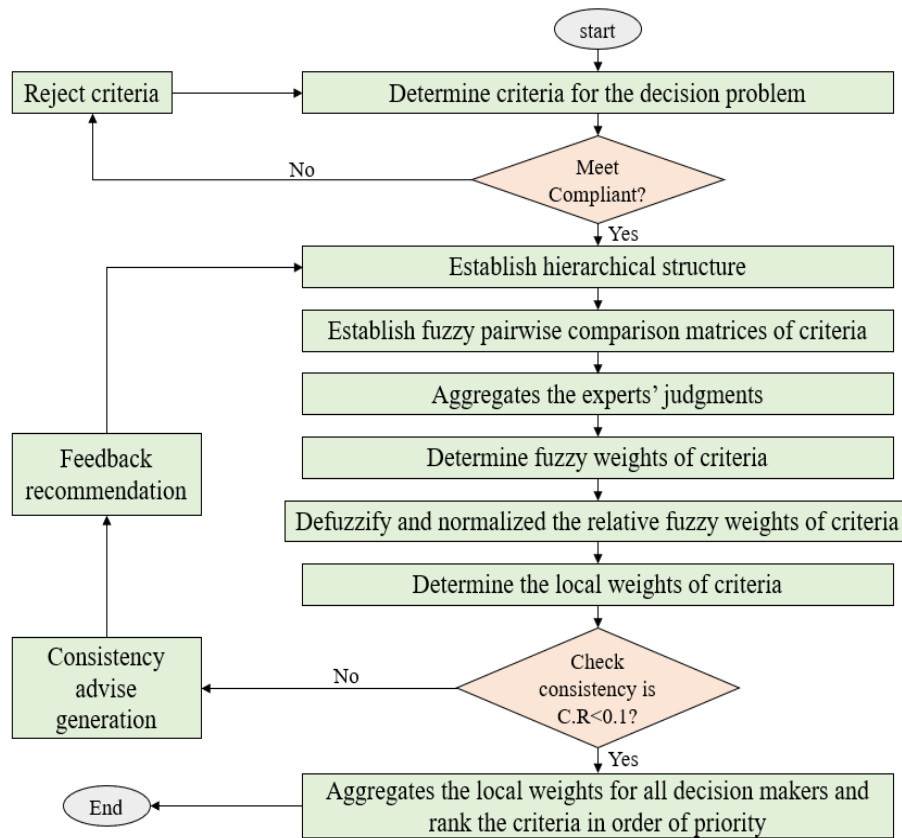 start
Reject criteria
Determine criteria for the decision problem
No
Meet
Compliant?
Yes
Establish hierarchical structure
Establish fuzzy pairwise comparison matrices of criteria
Aggregates the experts’ judgments
Feedback
recommendation
Determine fuzzy weights of criteria
Defuzzify and normalized the relative fuzzy weights of criteria
Determine the local weights of criteria
Consistency
advise
generation
No
Check
consistency is
C.R<0.1?
Yes
End
Aggregates the local weights for all decision makers and
rank the criteria in order of priority